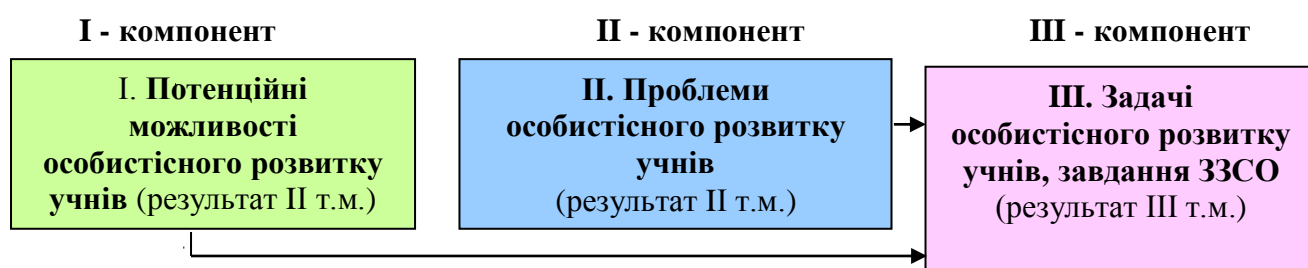 I - компонент
II - компонент
III - компонент
I. Потенційні
можливості
особистісного розвитку
учнів (результат II т.м.)
II. Проблеми
особистісного розвитку
учнів
(результат II т.м.)
III. Задачі
особистісного розвитку
учнів, завдання ЗЗСО
(результат III т.м.)